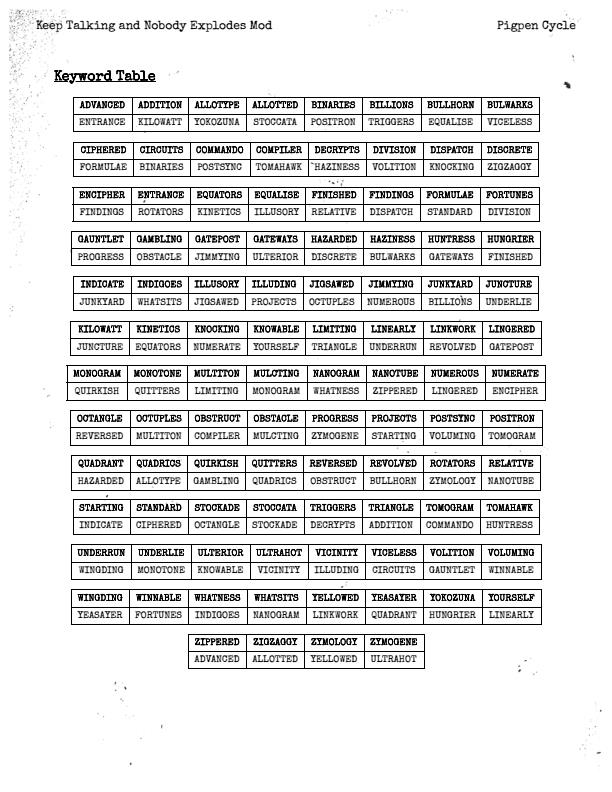 Keep Talking and Nobody Explodes Mod Pigpen Cycle
Keyword Table
ADVANCED ADDITION ALLOTYPE ALLOTTED BINARIES BILLIONS BULLHORN BULWARKS
ENTRANCE KILOWATT YOKOZUNA STOCCATA POSITRON TRIGGERS EQUALISE VICELESS
CIPHERED CIRCUITS COMMANDO COMPILER DECRYPTS DIVISION DISPATCH DISCRETE
FORMULAE BINARIES POSTSYNC TOMAHAWK HAZINESS VOLITION KNOCKING ZIGZAGGY
ENCIPHER ENTRANCE EQUATORS EQUALISE FINISHED FINDINGS FORMULAE FORTUNES
FINDINGS ROTATORS KINETICS ILLUSORY RELATIVE DISPATCH STANDARD DIVISION
GAUNTLET GAMBLING GATEPOST GATEWAYS HAZARDED HAZINESS HUNTRESS HUNGRIER
PROGRESS OBSTACLE JIMMYING ULTERIOR DISCRETE BULWARKS GATEWAYS FINISHED
INDICATE INDIGOES ILLUSORY ILLUDING JIGSAWED JIMMYING JUNKYARD JUNCTURE
JUNKYARD WHATSITS JIGSAWED PROJECTS OCTUPLES NUMEROUS BILLIONS UNDERLIE
KILOWATT KINETICS KNOCKING KNOWABLE LIMITING LINEARLY LINKWORK LINGERED
JUNCTURE EQUATORS NUMERATE YOURSELF TRIANGLE UNDERRUN REVOLVED GATEPOST
MONOGRAM MONOTONE MULTITON MULCTING NANOGRAM NANOTUBE NUMEROUS NUMERATE
QUIRKISH QUITTERS LIMITING MONOGRAM WHATNESS ZIPPERED LINGERED ENCIPHER
OCTANGLE OCTUPLES OBSTRUCT OBSTACLE PROGRESS PROJECTS POSTSYNC POSITRON
REVERSED MULTITON COMPILER MULCTING ZYMOGENE STARTING VOLUMING TOMOGRAM
QUADRANT QUADRICS QUIRKISH QUITTERS REVERSED REVOLVED ROTATORS RELATIVE
HAZARDED ALLOTYPE GAMBLING QUADRICS OBSTRUCT BULLHORN ZYMOLOGY NANOTUBE
STARTING STANDARD STOCKADE STOCCATA TRIGGERS TRIANGLE TOMOGRAM TOMAHAWK
INDICATE CIPHERED OCTANGLE STOCKADE DECRYPTS ADDITION COMMANDO HUNTRESS
UNDERRUN UNDERLIE ULTERIOR ULTRAHOT VICINITY VICELESS VOLITION VOLUMING
WINGDING MONOTONE KNOWABLE VICINITY ILLUDING CIRCUITS GAUNTLET WINNABLE
WINGDING WINNABLE WHATNESS WHATSITS YELLOWED YEASAYER YOKOZUNA YOURSELF
YEASAYER FORTUNES INDIGOES NANOGRAM LINKWORK QUADRANT HUNGRIER LINEARLY
ZIPPERED ZIGZAGGY ZYMOLOGY ZYMOGENE
ADVANCED ALLOTTED YELLOWED ULTRAHOT